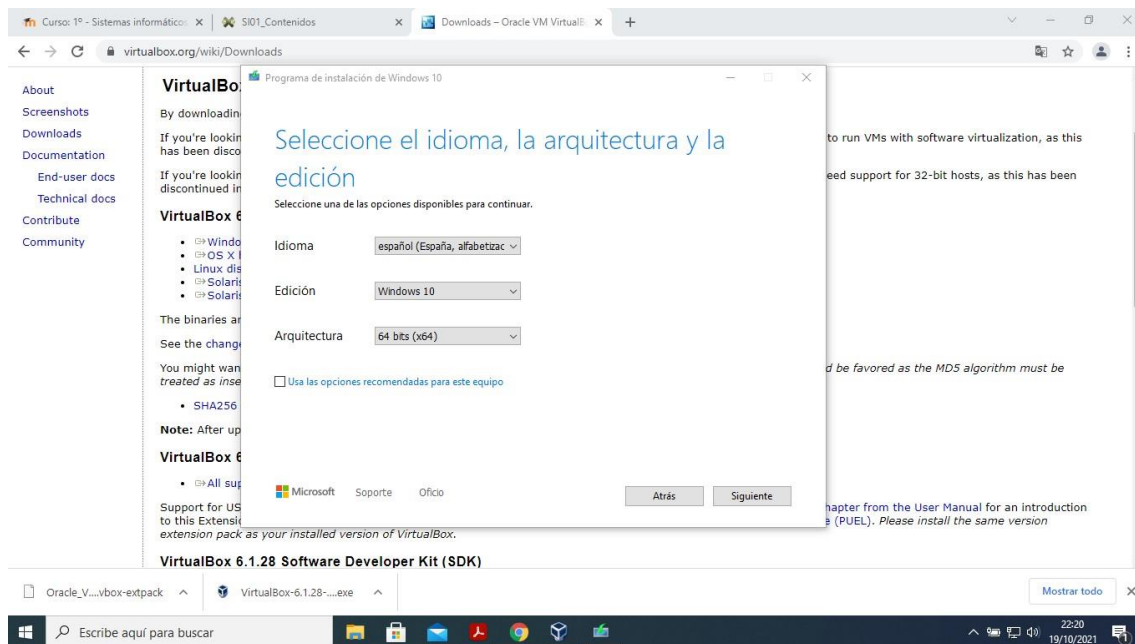 Curso: 1º - Sistemas informático
SI01_Contenidos
Downloads – Oracle VM VirtualB
virtualbox.org/wiki/Downloads
About
Screenshots
Downloads
Documentation
End-user docs
Technical docs
Contribute
Community
VirtualBo
By downloadin
If you're lookin to run VMs with software virtualization, as this
has been disco
If you're lookin eed support for 32-bit hosts, as this has been
discontinued in
VirtualBox 6
Windo
OS X
Linux dis
Solaris
Solaris
The binaries ar
See the change
You might wan d be favored as the MD5 algorithm must be
treated as inse
SHA256
Note: After up
VirtualBox 6
All sup
Support for US hapter from the User Manual for an introduction
to this Extensio e (PUEL). Please install the same version
extension pack as your installed version of VirtualBox.
VirtualBox 6.1.28 Software Developer Kit (SDK)
Programa de instalación de Windows 10
Seleccione el idioma, la arquitectura y la
edición
Seleccione una de las opciones disponibles para continuar.
Idioma español (España, alfabetizac
Edición Windows 10
Arquitectura 64 bits (x64)
Usa las opciones recomendadas para este equipo
Microsoft Soporte Oficio Atrás Siguiente
Oracle_V....vbox-extpack VirtualBox-6.1.28-....exe Mostrar todo
Escribe aquí para buscar
22:20
19/10/2021
1